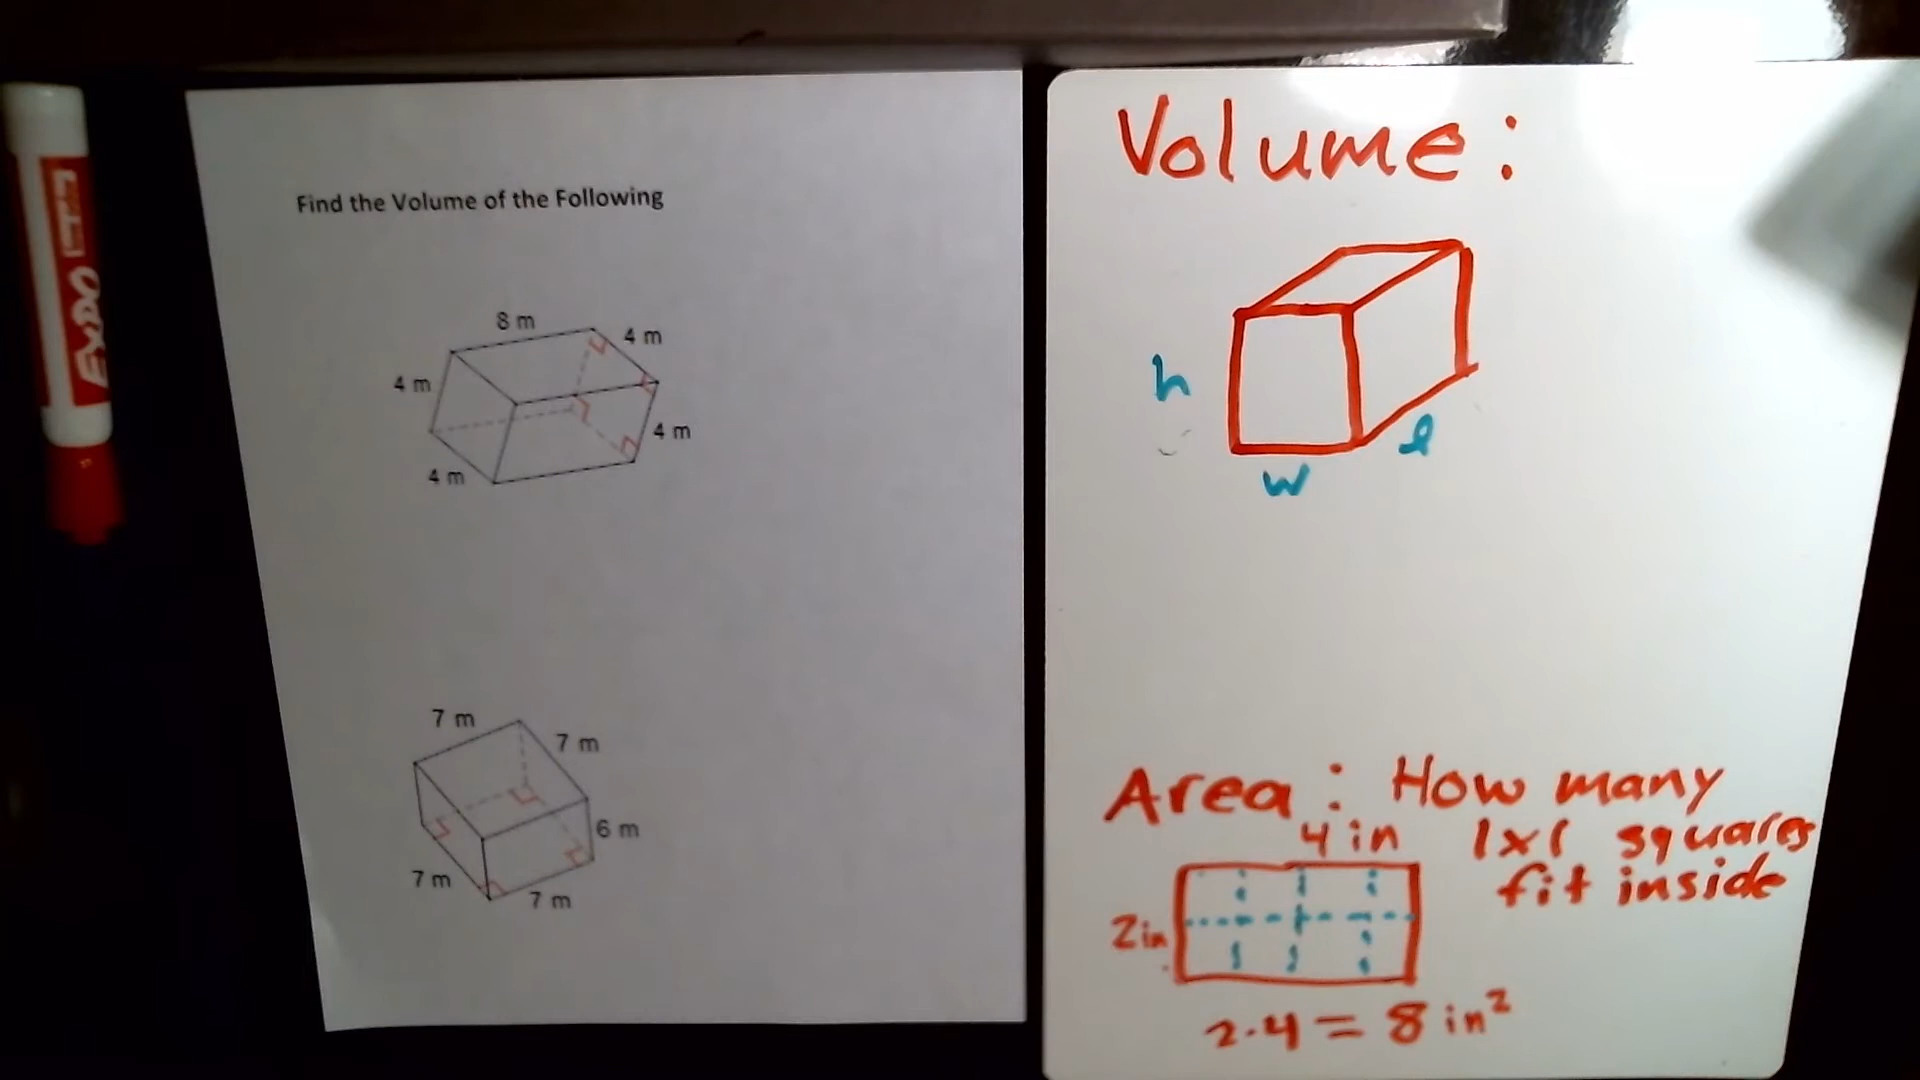 Find the Volume of the Following
8 m
4 m
4 m
4 m
4 m
7 m
7 m
6 m
7 m
7 m
EXPO
Volume:
h
l
w
Area: How many
1x1 squares
fit inside
4 in
2in
2·4 = 8 in²